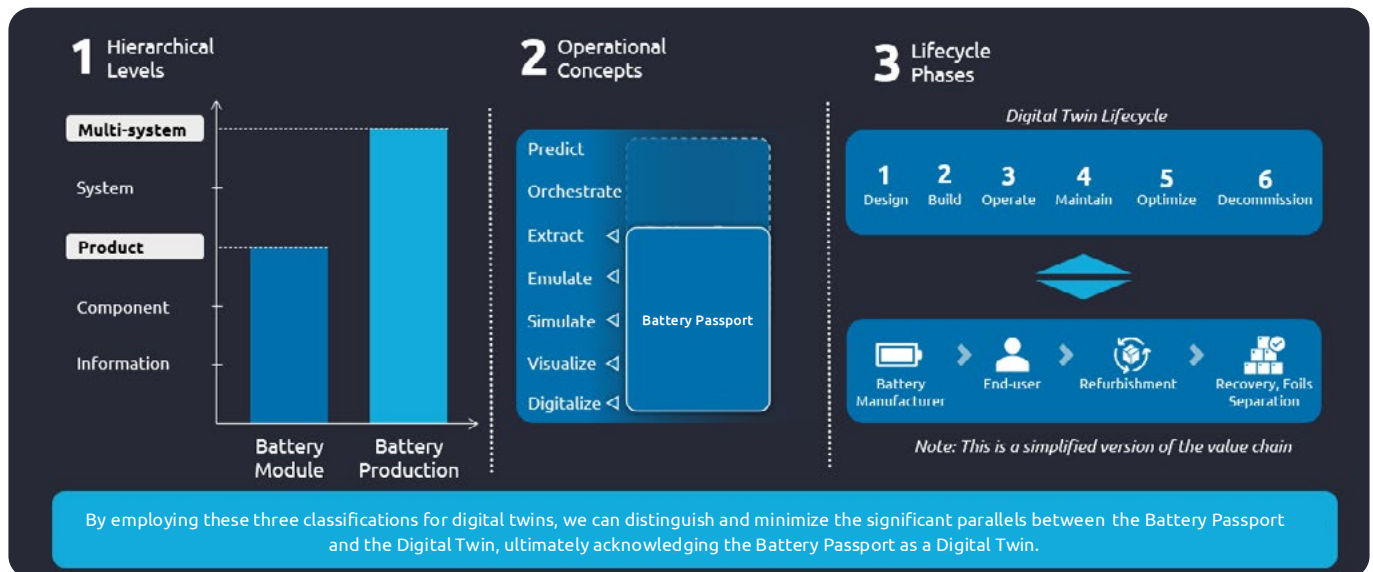 1 Hierarchical
Levels
Multi-system
System
Product
Component
Information
Battery
Module
Battery
Production
2 Operational
Concepts
Predict
Orchestrate
Extract
Emulate
Simulate
Visualize
Digitalize
Battery Passport
3 Lifecycle
Phases
Digital Twin Lifecycle
1 2 3 4 5 6
Design Build Operate Maintain Optimize Decommission
Battery
Manufacturer
End-user
Refurbishment
Recovery, Foils
Separation
Note: This is a simplified version of the value chain
By employing these three classifications for digital twins, we can distinguish and minimize the significant parallels between the Battery Passport
and the Digital Twin, ultimately acknowledging the Battery Passport as a Digital Twin.